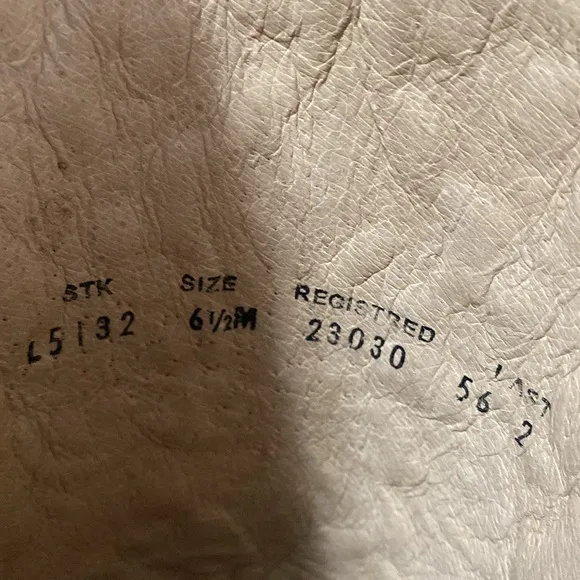 STK SIZE REGISTRED LAST
L5132 6½M 23030 56 2